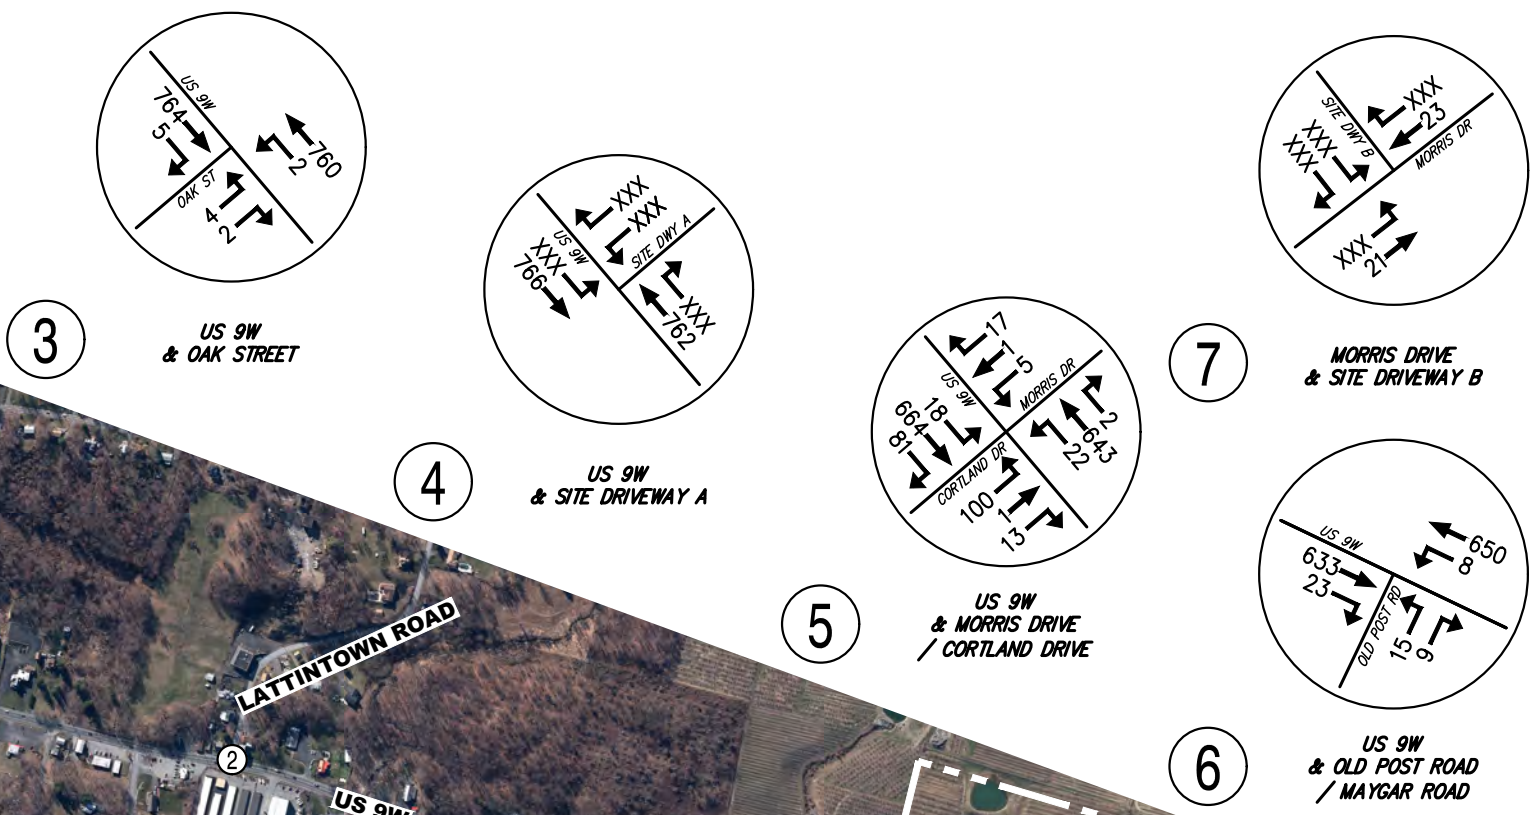 US 9W
764
5
760
2
OAK ST
4
2
3
US 9W
& OAK STREET
XXX
XXX
US 9W
SITE DWY A
XXX
766
XXX
762
4
US 9W
& SITE DRIVEWAY A
17
1
5
US 9W
MORRIS DR
18
664
81
2
643
22
CORTLAND DR
100
1
13
5
US 9W
& MORRIS DRIVE
/ CORTLAND DRIVE
XXX
23
SITE DWY B
MORRIS DR
XXX
XXX
XXX
21
7
MORRIS DRIVE
& SITE DRIVEWAY B
US 9W
650
8
633
23
OLD POST RD
15
9
6
US 9W
& OLD POST ROAD
/ MAYGAR ROAD
LATTINTOWN ROAD
2
US 9W